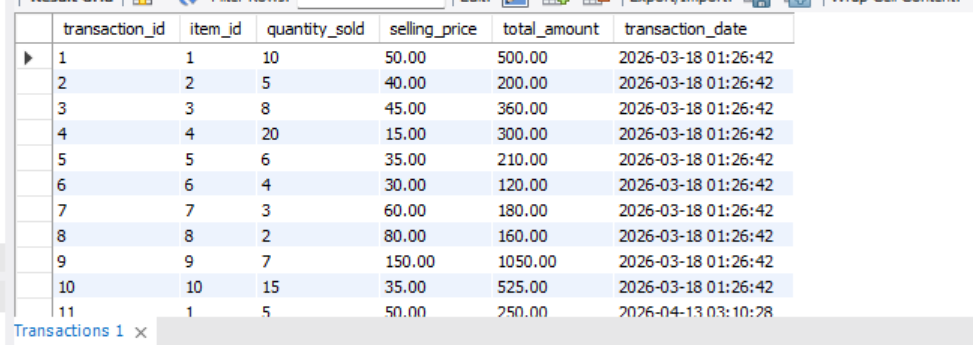 transaction_id item_id quantity_sold selling_price total_amount transaction_date
1 1 10 50.00 500.00 2026-03-18 01:26:42
2 2 5 40.00 200.00 2026-03-18 01:26:42
3 3 8 45.00 360.00 2026-03-18 01:26:42
4 4 20 15.00 300.00 2026-03-18 01:26:42
5 5 6 35.00 210.00 2026-03-18 01:26:42
6 6 4 30.00 120.00 2026-03-18 01:26:42
7 7 3 60.00 180.00 2026-03-18 01:26:42
8 8 2 80.00 160.00 2026-03-18 01:26:42
9 9 7 150.00 1050.00 2026-03-18 01:26:42
10 10 15 35.00 525.00 2026-03-18 01:26:42
11 1 5 50.00 250.00 2026-04-13 03:10:28
Transactions 1